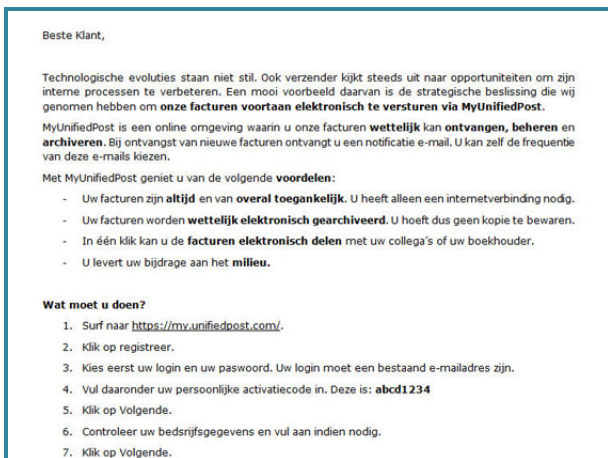 Beste Klant,
Technologische evoluties staan niet stil. Ook verzender kijkt steeds uit naar opportuniteiten om zijn
interne processen te verbeteren. Een mooi voorbeeld daarvan is de strategische beslissing die wij
genomen hebben om onze facturen voortaan elektronisch te versturen via MyUnifiedPost.
MyUnifiedPost is een online omgeving waarin u onze facturen wettelijk kan ontvangen, beheren en
archiveren. Bij ontvangst van nieuwe facturen ontvangt u een notificatie e-mail. U kan zelf de frequentie
van deze e-mails kiezen.
Met MyUnifiedPost geniet u van de volgende voordelen:
- Uw facturen zijn altijd en van overal toegankelijk. U heeft alleen een internetverbinding nodig.
- Uw facturen worden wettelijk elektronisch gearchiveerd. U hoeft dus geen kopie te bewaren.
- In één klik kan u de facturen elektronisch delen met uw collega's of uw boekhouder.
- U levert uw bijdrage aan het milieu.
Wat moet u doen?
1. Surf naar https://my.unifiedpost.com/.
2. Klik op registreer.
3. Kies eerst uw login en uw paswoord. Uw login moet een bestaand e-mailadres zijn.
4. Vul daaronder uw persoonlijke activatiecode in. Deze is: abcd1234
5. Klik op Volgende.
6. Controleer uw bedsrijfsgegevens en vul aan indien nodig.
7. Klik op Volgende.